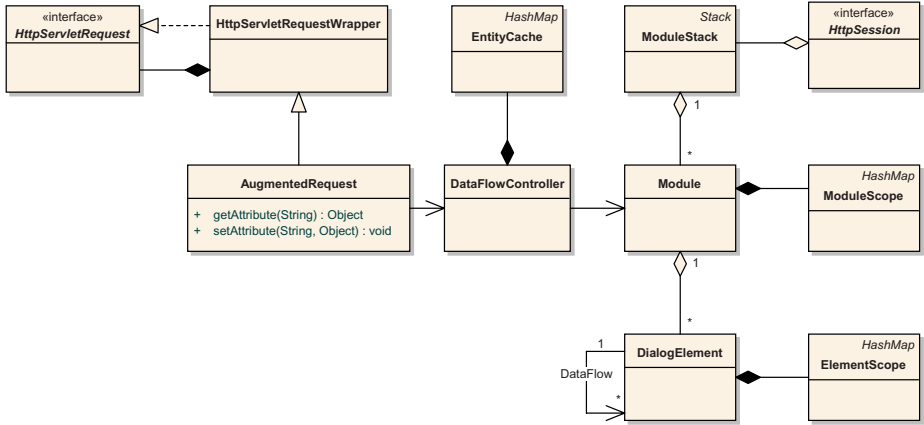 «interface»
HttpServletRequest
HttpServletRequestWrapper
HashMap
EntityCache
Stack
ModuleStack
«interface»
HttpSession
1
*
AugmentedRequest
+ getAttribute(String) : Object
+ setAttribute(String, Object) : void
DataFlowController
Module
HashMap
ModuleScope
1
*
1
DataFlow
*
DialogElement
HashMap
ElementScope